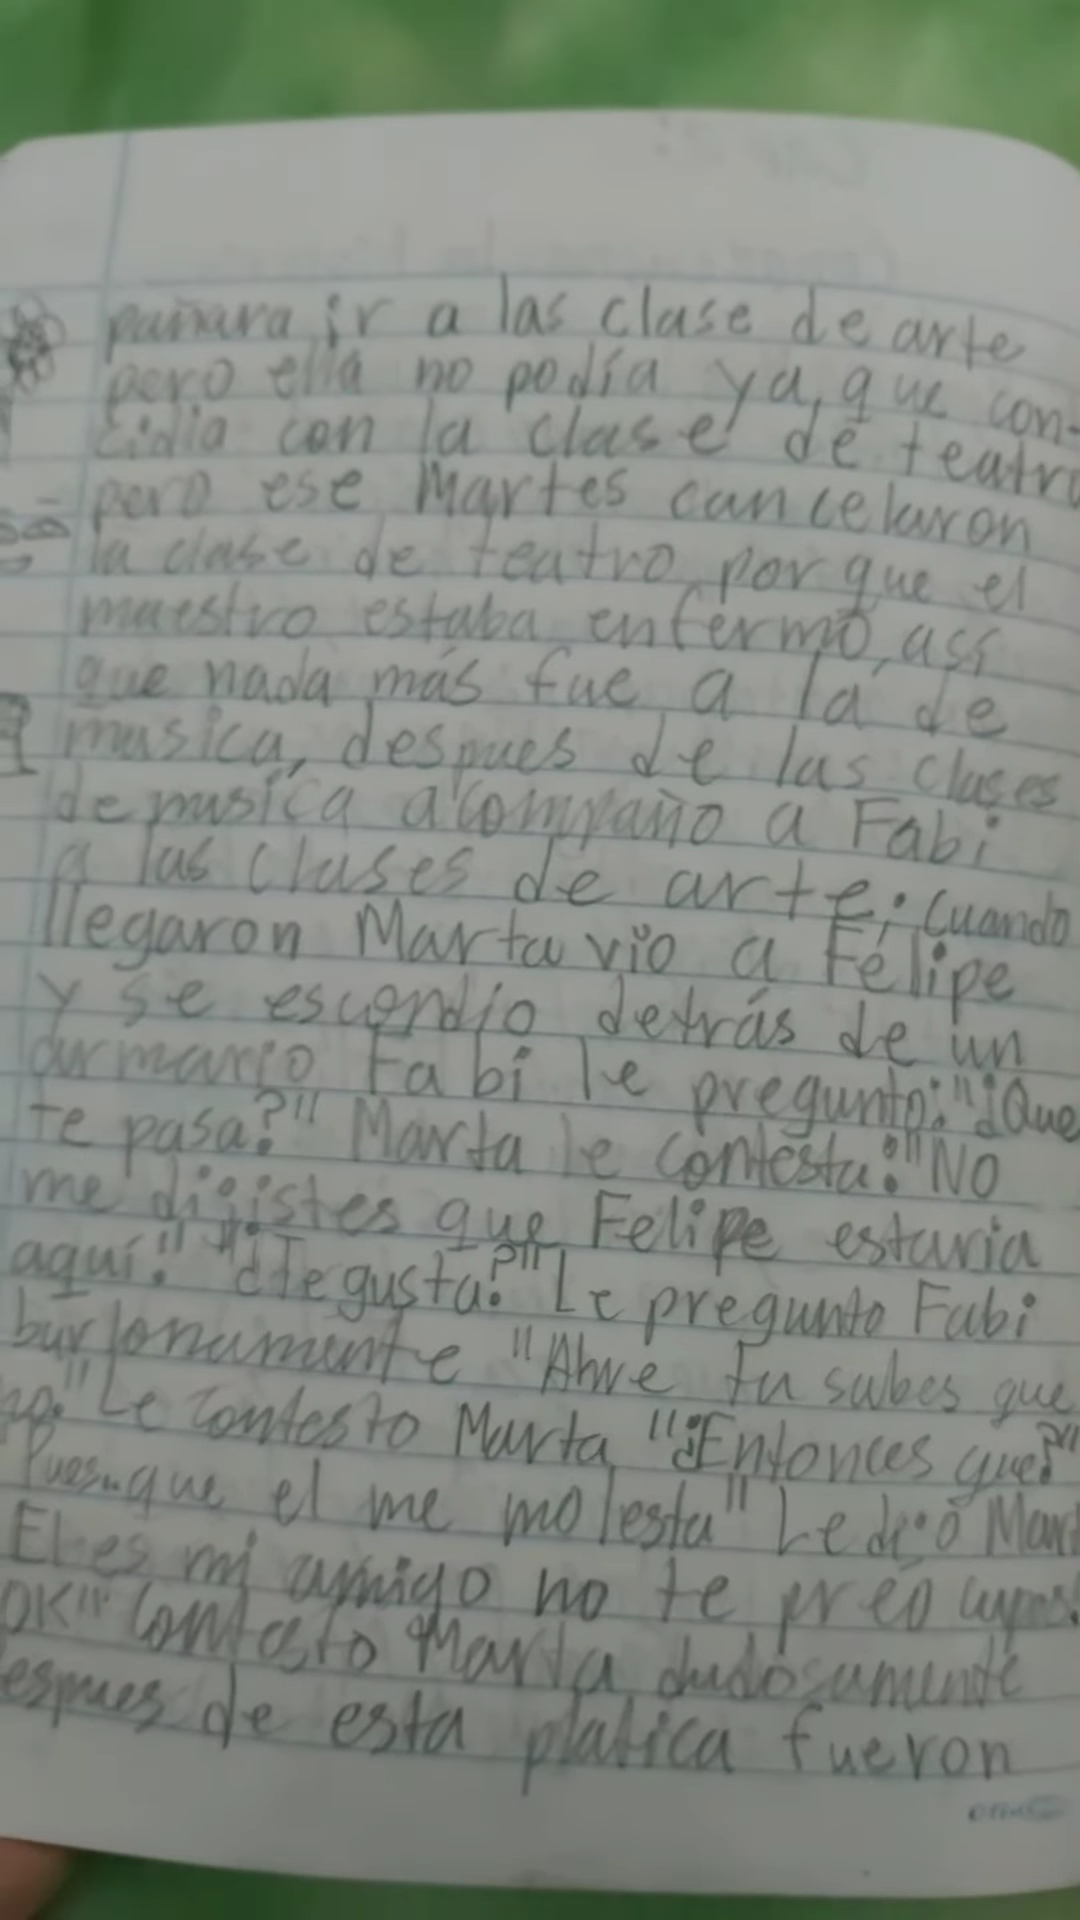 pañara ir a las clase de arte
pero ella no podía ya, que con-
cidia con la clase de teatro
pero ese Martes cancelaron
la clase de teatro, porque el
maestro estaba enfermo, assi
que nada más fue a la de
musica, despues de las clases
de musica acompaño a Fabi
a las clases de arte; cuando
llegaron Marta vio a Felipe
y se escondio detrás de un
armario Fabi le pregunto: "¿Que
te pasa?" Marta le contesta: "No
me dijistes que Felipe estaria
aquí." "¿Te gusta?" Le pregunto Fabi
burlonamente "Ahre tu sabes que
no." Le contesto Marta "¿Entonces que?"
Pues.. que el me molesta" Le dijo Mart
El es mi amigo no te preocupes!
OK" Contesto Marta dudosamente
espues de esta platica fueron